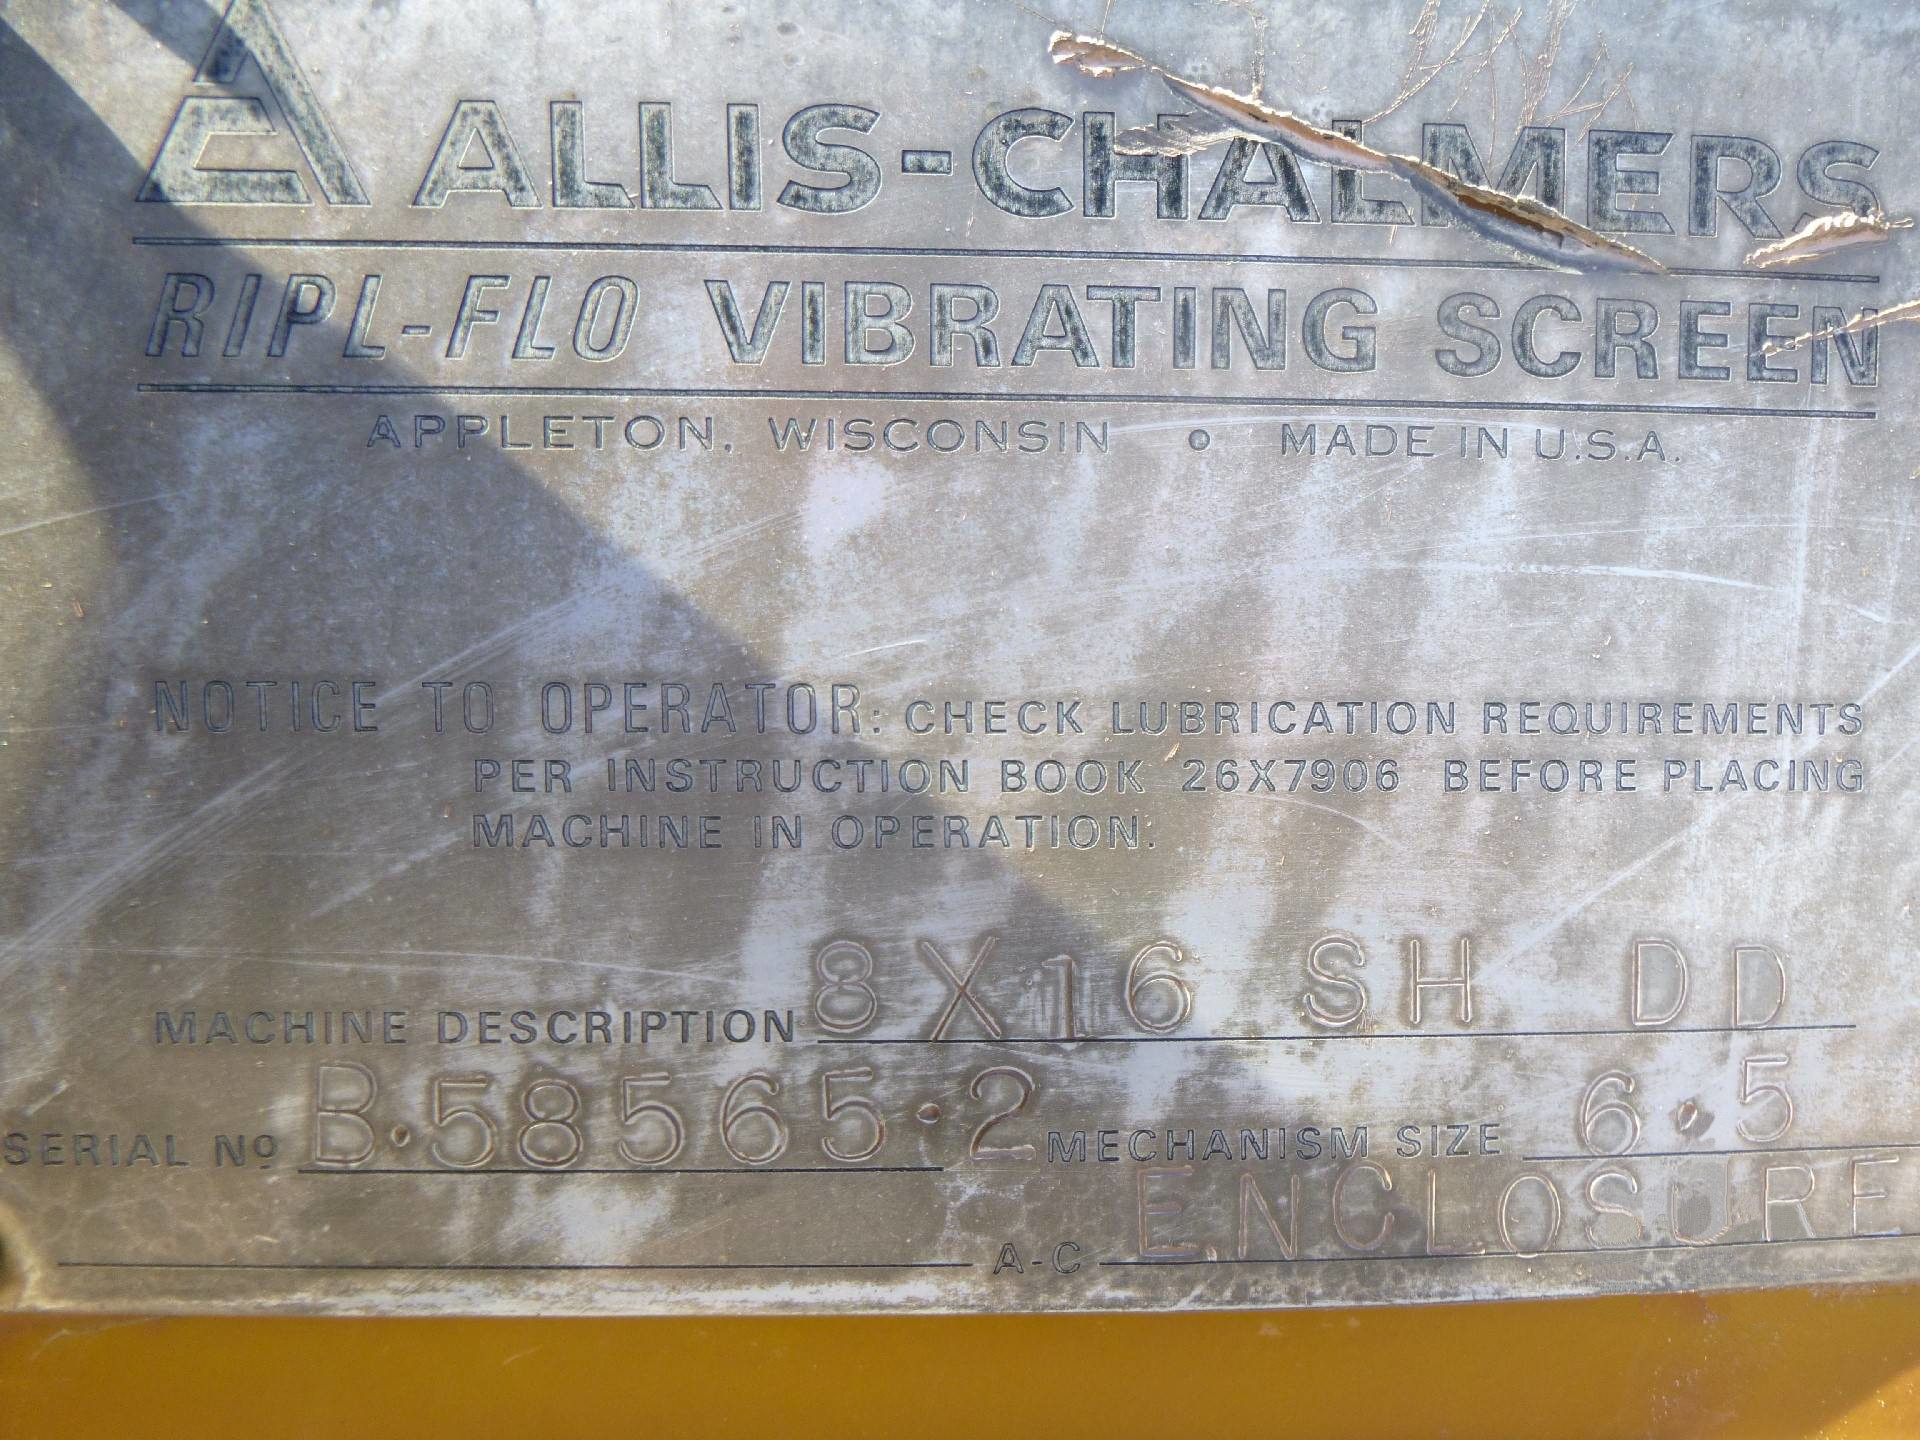 ALLIS-CHALMERS
RIPL-FLO VIBRATING SCREEN
APPLETON, WISCONSIN • MADE IN U.S.A.
NOTICE TO OPERATOR: CHECK LUBRICATION REQUIREMENTS
PER INSTRUCTION BOOK 26X7906 BEFORE PLACING
MACHINE IN OPERATION.
MACHINE DESCRIPTION 8X16 SH DD
SERIAL Nº B·58565·2 MECHANISM SIZE 6·5
A-C ENCLOSURE